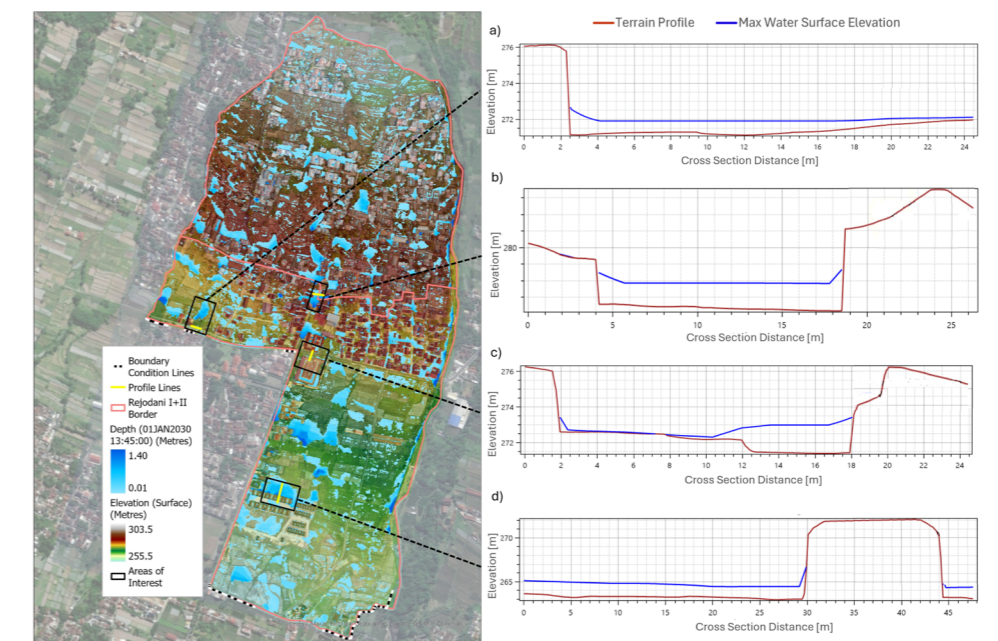 Terrain Profile
Max Water Surface Elevation
a)
276
274
272
Elevation [m]
0 2 4 6 8 10 12 14 16 18 20 22 24
Cross Section Distance [m]
b)
280
Elevation [m]
0 5 10 15 20 25
Cross Section Distance [m]
c)
276
274
272
Elevation [m]
0 2 4 6 8 10 12 14 16 18 20 22 24
Cross Section Distance [m]
d)
270
265
Elevation [m]
0 5 10 15 20 25 30 35 40 45
Cross Section Distance [m]
Boundary
Condition Lines
Profile Lines
Rejodani I+II
Border
Depth (01JAN2030
13:45:00) (Metres)
1.40
0.01
Elevation (Surface)
(Metres)
303.5
255.5
Areas of
Interest